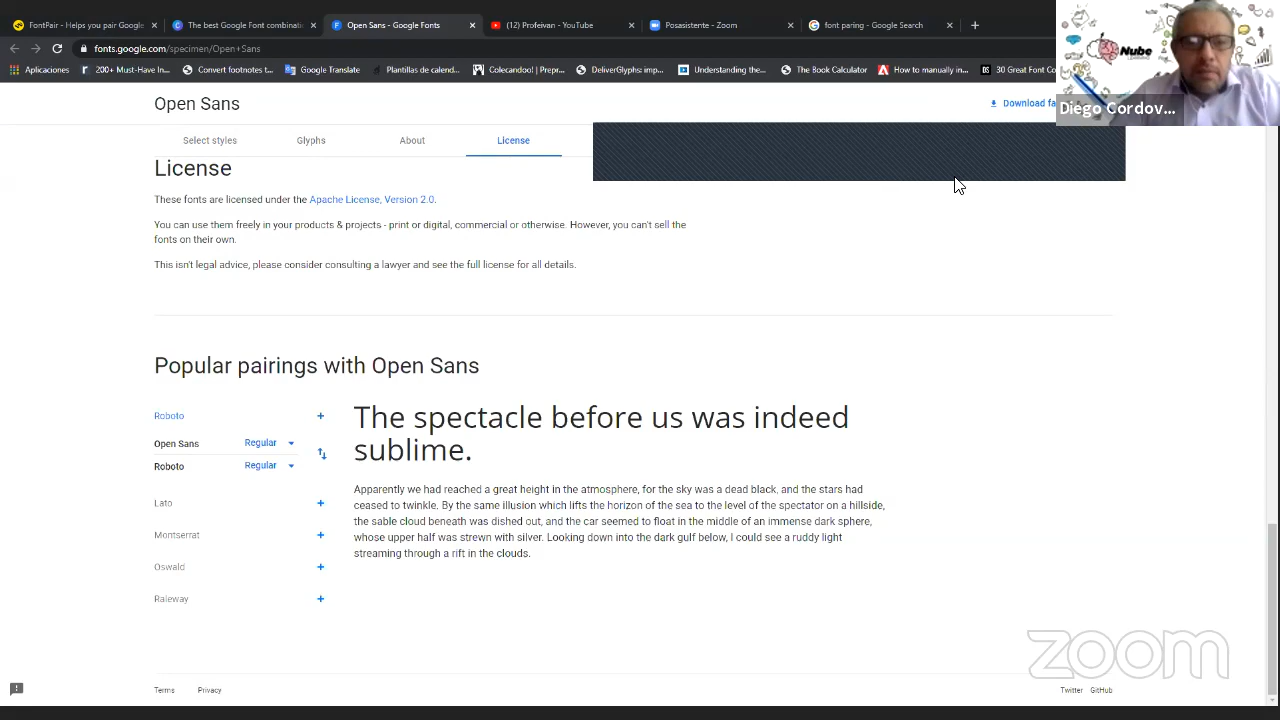 FontPair - Helps you pair Google
The best Google Font combinati
Open Sans - Google Fonts
(12) Profeivan - YouTube
Posasistente - Zoom
font paring - Google Search
fonts.google.com/specimen/Open+Sans
Aplicaciones
200+ Must-Have In...
Convert footnotes t...
Google Translate
Plantillas de calend...
Colecandoo! | Prepr...
DeliverGlyphs: imp...
Understanding the...
The Book Calculator
How to manually in...
30 Great Font Co
Nube
Diego Cordov...
Open Sans
Download fa
Select styles
Glyphs
About
License
License
These fonts are licensed under the Apache License, Version 2.0.
You can use them freely in your products & projects - print or digital, commercial or otherwise. However, you can't sell the
fonts on their own.
This isn't legal advice, please consider consulting a lawyer and see the full license for all details.
Popular pairings with Open Sans
Roboto
Open Sans Regular
Roboto Regular
Lato
Montserrat
Oswald
Raleway
The spectacle before us was indeed
sublime.
Apparently we had reached a great height in the atmosphere, for the sky was a dead black, and the stars had
ceased to twinkle. By the same illusion which lifts the horizon of the sea to the level of the spectator on a hillside,
the sable cloud beneath was dished out, and the car seemed to float in the middle of an immense dark sphere,
whose upper half was strewn with silver. Looking down into the dark gulf below, I could see a ruddy light
streaming through a rift in the clouds.
zoom
Terms
Privacy
Twitter
GitHub